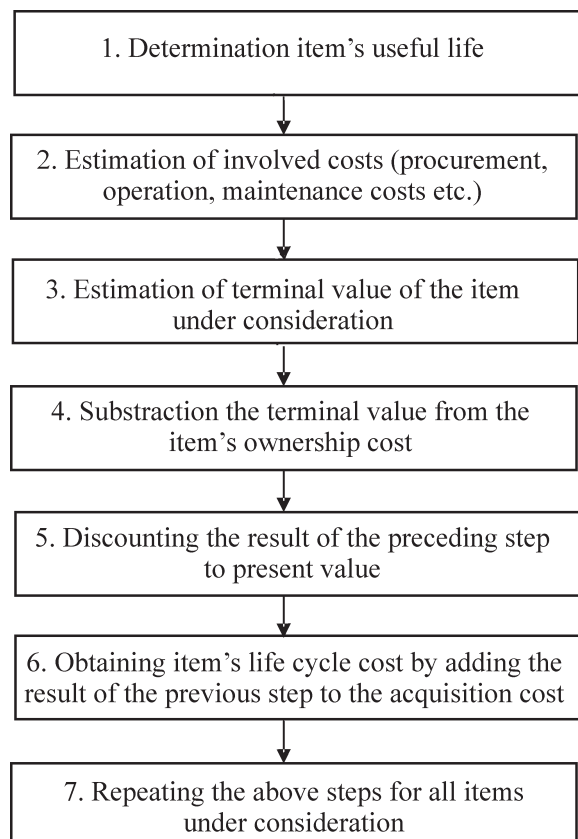 1. Determination item’s useful life
2. Estimation of involved costs (procurement,
operation, maintenance costs etc.)
3. Estimation of terminal value of the item
under consideration
4. Substraction the terminal value from the
item’s ownership cost
5. Discounting the result of the preceding step
to present value
6. Obtaining item’s life cycle cost by adding the
result of the previous step to the acquisition cost
7. Repeating the above steps for all items
under consideration